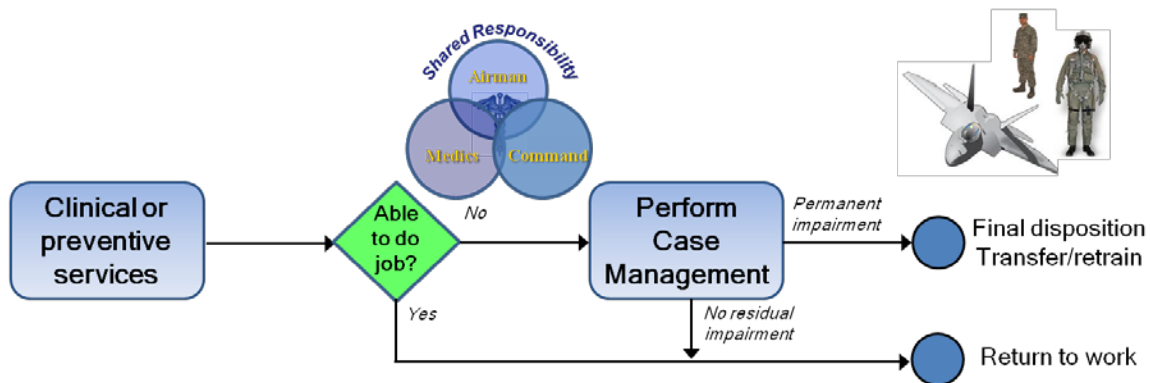 Shared Responsibility
Airman
Medics
Command
Clinical or
preventive
services
Able
to do
job?
No
Yes
Perform
Case
Management
Permanent
impairment
No residual
impairment
Final disposition
Transfer/retrain
Return to work